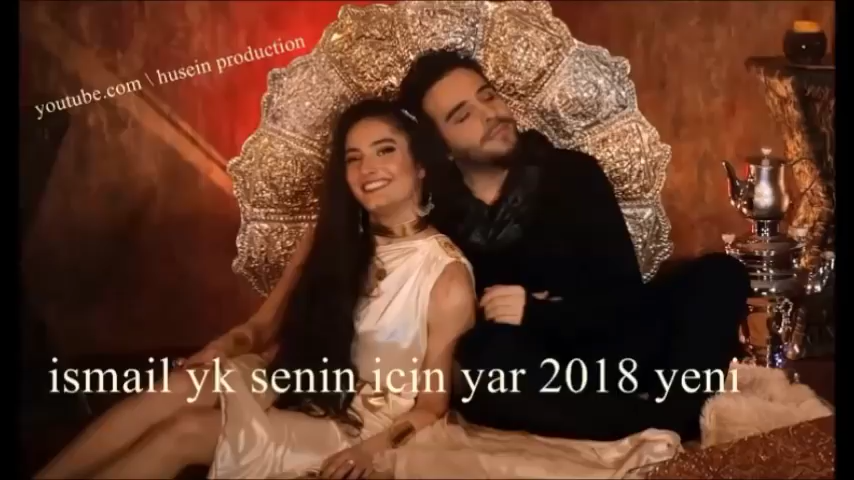 youtube.com \ husein production
ismail yk senin icin yar 2018 yeni